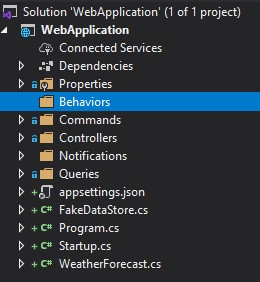 Solution 'WebApplication' (1 of 1 project)
WebApplication
Connected Services
Dependencies
Properties
Behaviors
Commands
Controllers
Notifications
Queries
appsettings.json
C# FakeDataStore.cs
C# Program.cs
C# Startup.cs
C# WeatherForecast.cs